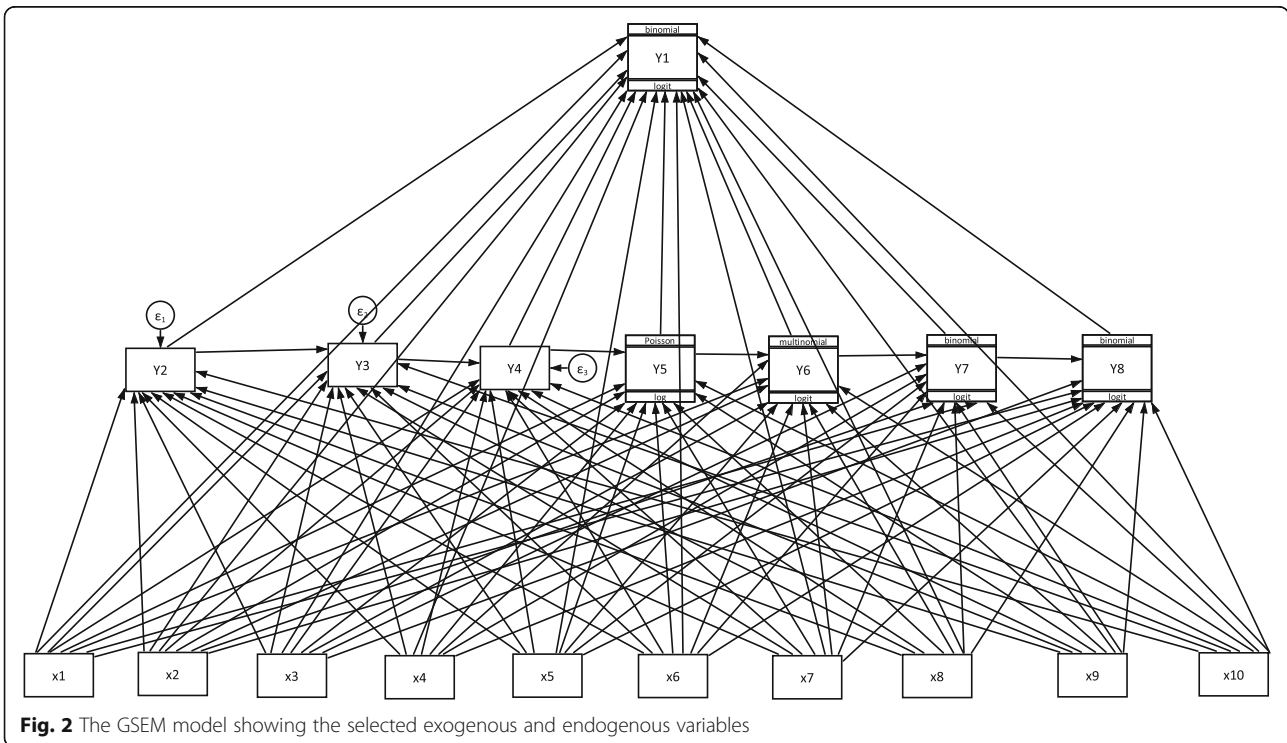 binomial
Y1
logit
ε1
ε2
Y2
Y3
Y4
ε3
Poisson
Y5
log
multinomial
Y6
logit
binomial
Y7
logit
binomial
Y8
logit
x1 x2 x3 x4 x5 x6 x7 x8 x9 x10
Fig. 2 The GSEM model showing the selected exogenous and endogenous variables